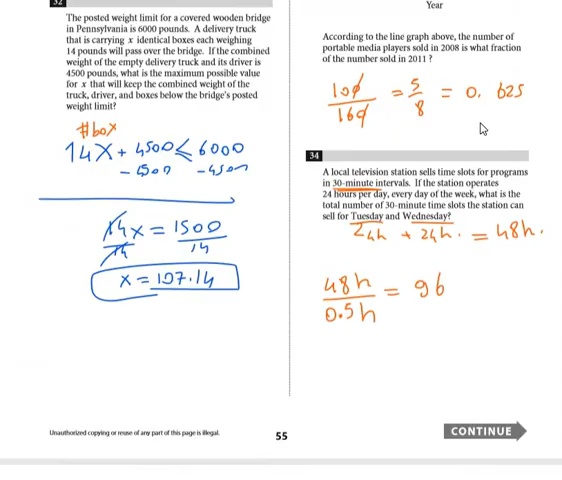 32
The posted weight limit for a covered wooden bridge
in Pennsylvania is 6000 pounds. A delivery truck
that is carrying x identical boxes each weighing
14 pounds will pass over the bridge. If the combined
weight of the empty delivery truck and its driver is
4500 pounds, what is the maximum possible value
for x that will keep the combined weight of the
truck, driver, and boxes below the bridge's posted
weight limit?
#box
14X + 4500 ≤ 6000
- 4500 - 4500
14x = 1500
14 14
x = 107.14
Year
According to the line graph above, the number of
portable media players sold in 2008 is what fraction
of the number sold in 2011 ?
100/160 = 5/8 = 0.625
34
A local television station sells time slots for programs
in 30-minute intervals. If the station operates
24 hours per day, every day of the week, what is the
total number of 30-minute time slots the station can
sell for Tuesday and Wednesday?
24h + 24h. = 48h.
48h/0.5h = 96
Unauthorized copying or reuse of any part of this page is illegal.
55
CONTINUE